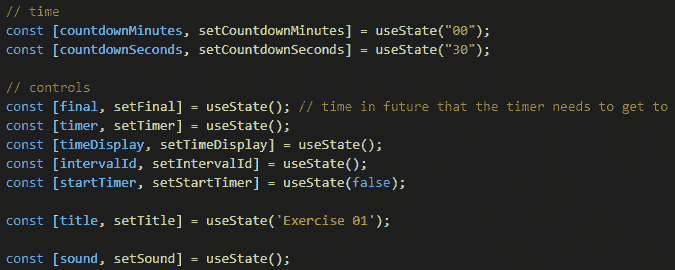 // time
const [countdownMinutes, setCountdownMinutes] = useState("00");
const [countdownSeconds, setCountdownSeconds] = useState("30");
// controls
const [final, setFinal] = useState(); // time in future that the timer needs to get to
const [timer, setTimer] = useState();
const [timeDisplay, setTimeDisplay] = useState();
const [intervalId, setIntervalId] = useState();
const [startTimer, setStartTimer] = useState(false);
const [title, setTitle] = useState('Exercise 01');
const [sound, setSound] = useState();